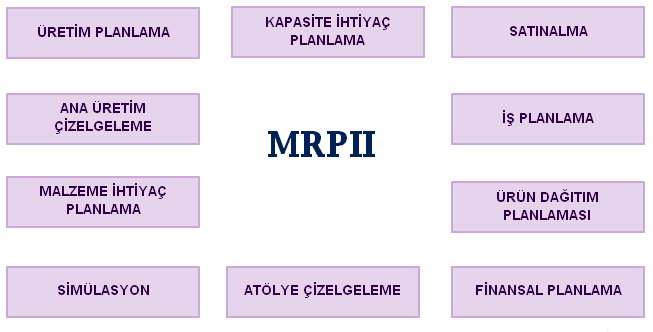 ÜRETİM PLANLAMA
KAPASİTE İHTİYAÇ
PLANLAMA
SATINALMA
ANA ÜRETİM
ÇİZELGELEME
İŞ PLANLAMA
MRPII
MALZEME İHTİYAÇ
PLANLAMA
ÜRÜN DAĞITIM
PLANLAMASI
SİMÜLASYON
ATÖLYE ÇİZELGELEME
FİNANSAL PLANLAMA